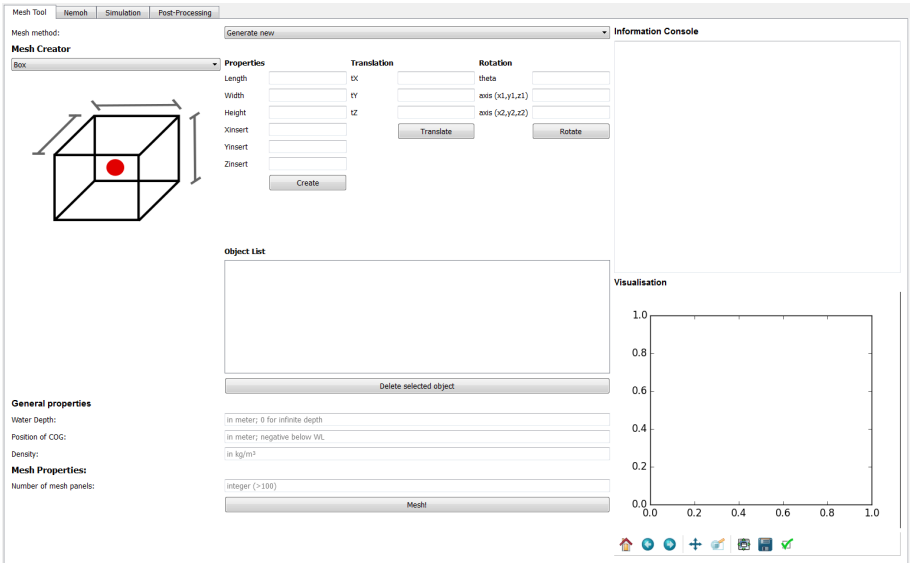 Mesh Tool Nemoh Simulation Post-Processing
Mesh method: Generate new Information Console
Mesh Creator
Box Properties Translation Rotation
Length tX theta
Width tY axis (x1,y1,z1)
Height tZ axis (x2,y2,z2)
Xinsert Translate Rotate
Yinsert
Zinsert
Create
Object List
Visualisation
1.0
0.8
0.6
0.4
0.2
0.0
0.0 0.2 0.4 0.6 0.8 1.0
Delete selected object
General properties
Water Depth: in meter; 0 for infinite depth
Position of COG: in meter; negative below WL
Density: in kg/m³
Mesh Properties:
Number of mesh panels: integer (>100)
Mesh!